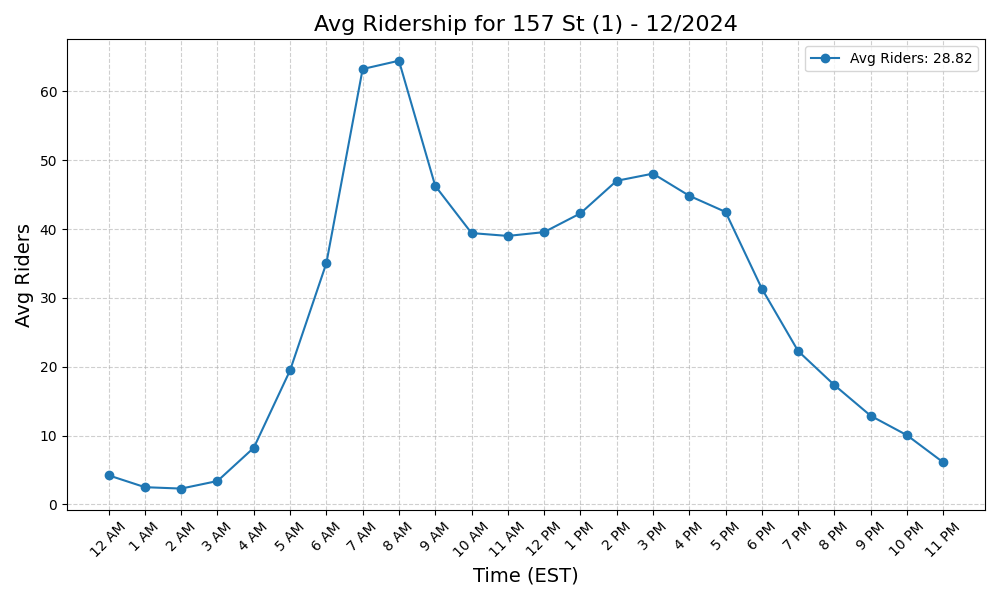 Avg Ridership for 157 St (1) - 12/2024
Avg Riders: 28.82
Avg Riders
60
50
40
30
20
10
0
12 AM
1 AM
2 AM
3 AM
4 AM
5 AM
6 AM
7 AM
8 AM
9 AM
10 AM
11 AM
12 PM
1 PM
2 PM
3 PM
4 PM
5 PM
6 PM
7 PM
8 PM
9 PM
10 PM
11 PM
Time (EST)